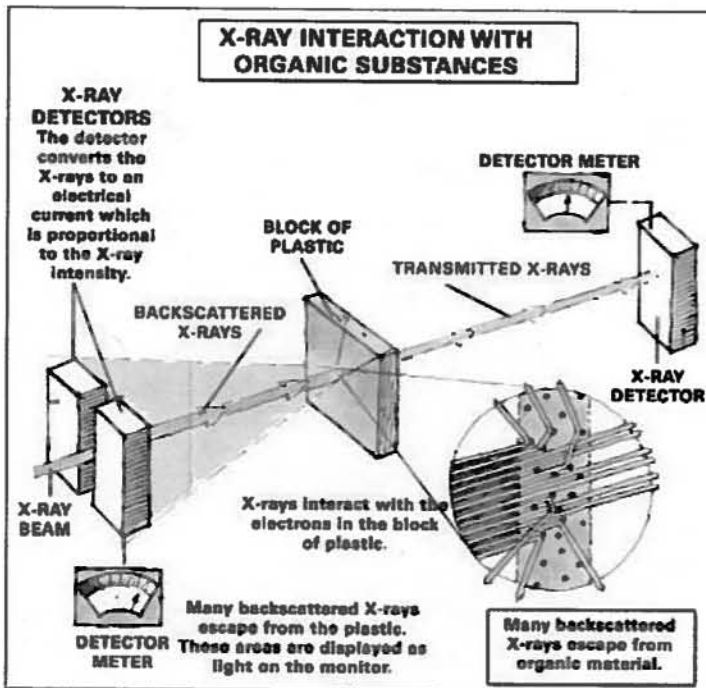 X-RAY INTERACTION WITH
ORGANIC SUBSTANCES
X-RAY
DETECTORS
The detector
converts the
X-rays to an
electrical
current which
is proportional
to the X-ray
intensity.
BLOCK OF
PLASTIC
DETECTOR METER
TRANSMITTED X-RAYS
BACKSCATTERED
X-RAYS
X-RAY
DETECTOR
X-RAY
BEAM
X-rays interact with the
electrons in the block
of plastic.
DETECTOR
METER
Many backscattered X-rays
escape from the plastic.
These areas are displayed as
light on the monitor.
Many backscattered
X-rays escape from
organic material.